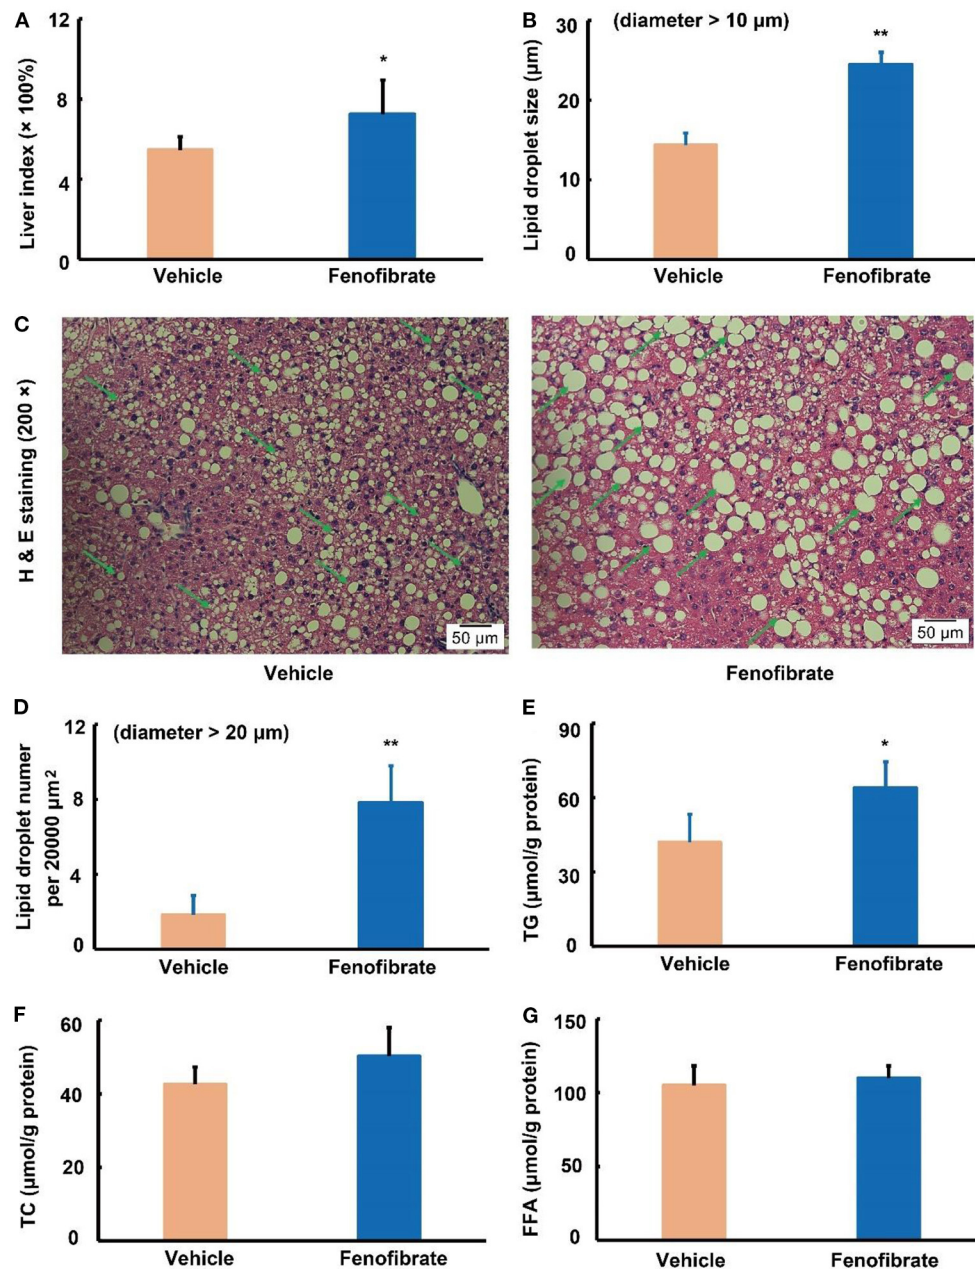 A
Liver index (× 100%)
12
8
4
0
*
Vehicle
Fenofibrate
B
(diameter > 10 µm)
Lipid droplet size (µm)
30
20
10
0
**
Vehicle
Fenofibrate
C
H & E staining (200 ×)
50 µm
50 µm
Vehicle
Fenofibrate
D
(diameter > 20 µm)
Lipid droplet numer
per 20000 µm²
12
8
4
0
**
Vehicle
Fenofibrate
E
TG (µmol/g protein)
90
60
30
0
*
Vehicle
Fenofibrate
F
TC (µmol/g protein)
60
40
20
0
Vehicle
Fenofibrate
G
FFA (µmol/g protein)
150
100
50
0
Vehicle
Fenofibrate